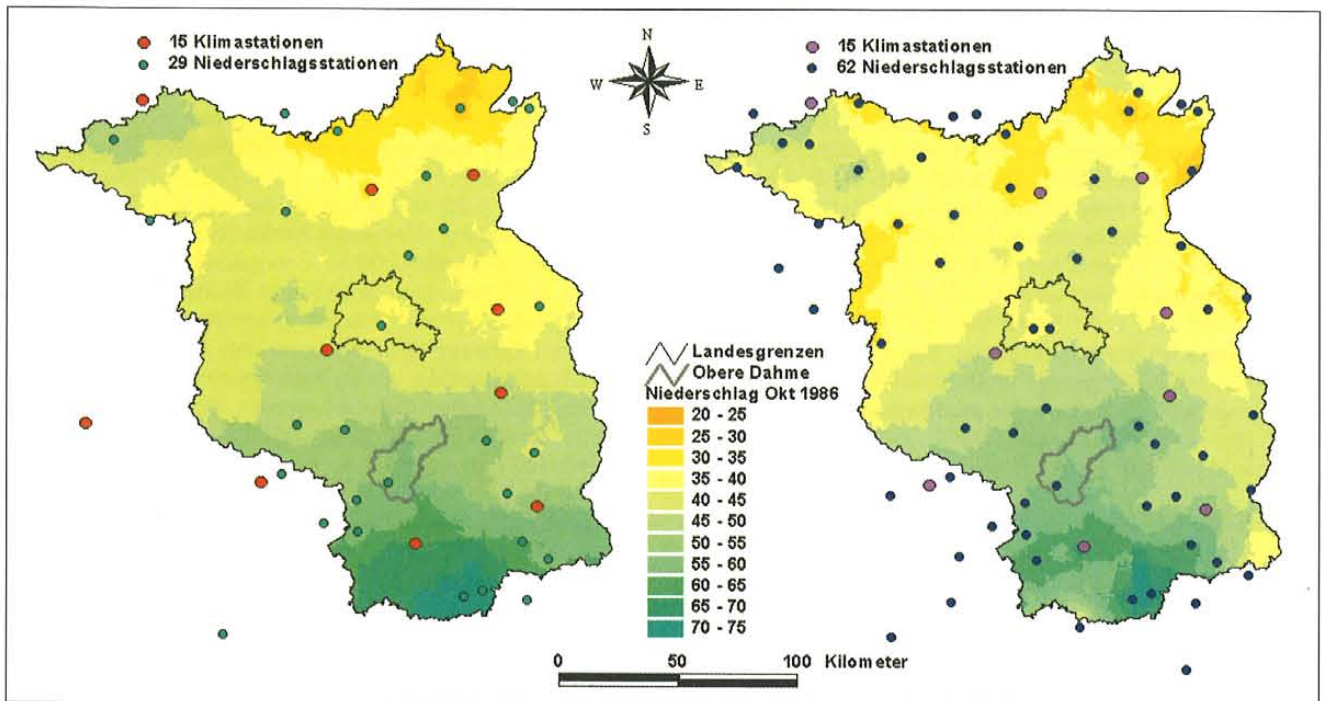 15 Klimastationen
29 Niederschlagsstationen
N
W E
S
15 Klimastationen
62 Niederschlagsstationen
Landesgrenzen
Obere Dahme
Niederschlag Okt 1986
20 - 25
25 - 30
30 - 35
35 - 40
40 - 45
45 - 50
50 - 55
55 - 60
60 - 65
65 - 70
70 - 75
0 50 100 Kilometer